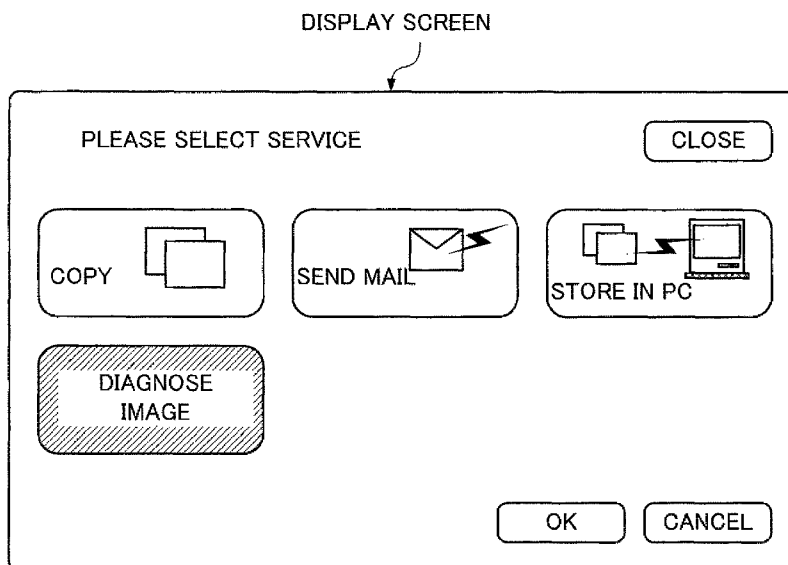 DISPLAY SCREEN
PLEASE SELECT SERVICE
CLOSE
COPY
SEND MAIL
STORE IN PC
DIAGNOSE
IMAGE
OK
CANCEL